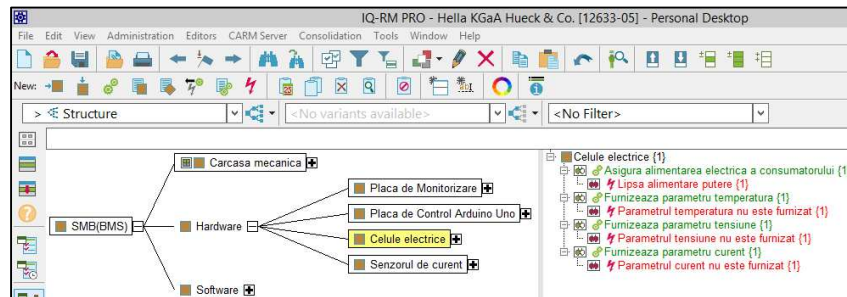 IQ-RM PRO - Hella KGaA Hueck & Co. [12633-05] - Personal Desktop
File Edit View Administration Editors CARM Server Consolidation Tools Window Help
New:
> Structure <No variants available> <No Filter>
Carcasa mecanica
SMB(BMS)
Hardware
Placa de Monitorizare
Placa de Control Arduino Uno
Celule electrice
Senzorul de curent
Software
Celule electrice {1}
Asigura alimentarea electrica a consumatorului {1
Lipsa alimentare putere {1}
Furnizeaza parametru temperatura {1}
Parametrul temperatura nu este furnizat {1}
Furnizeaza parametru tensiune {1}
Parametrul tensiune nu este furnizat {1}
Furnizeaza parametru curent {1}
Parametrul curent nu este furnizat {1}